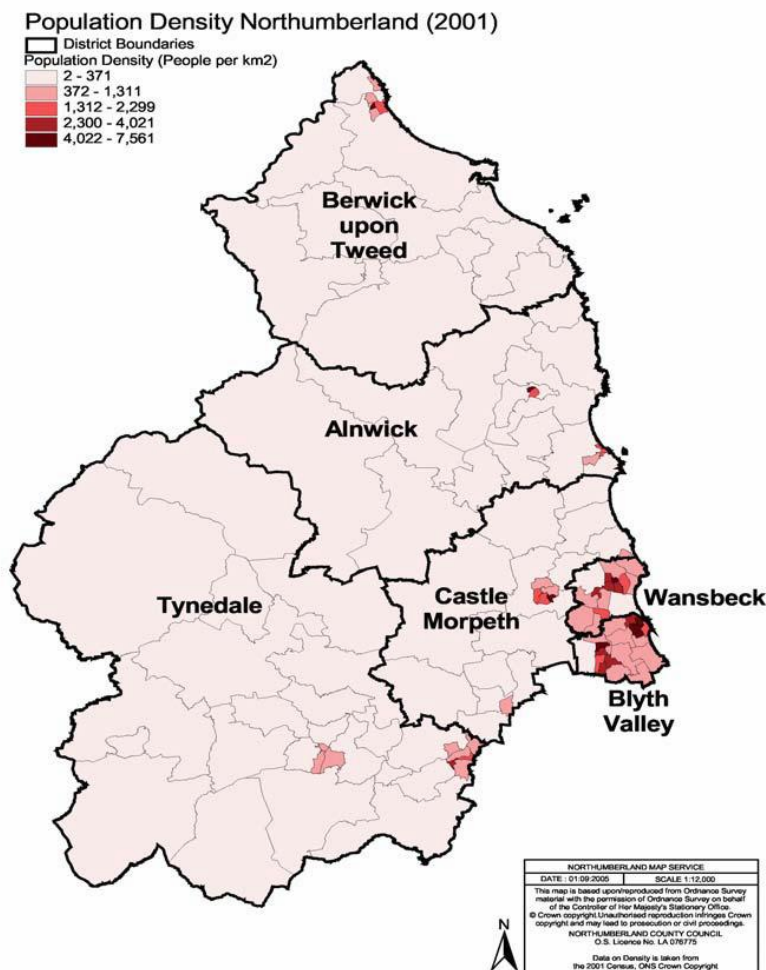 Population Density Northumberland (2001)
District Boundaries
Population Density (People per km2)
2 - 371
372 - 1,311
1,312 - 2,299
2,300 - 4,021
4,022 - 7,561
Berwick
upon
Tweed
Alnwick
Tynedale
Castle
Morpeth
Wansbeck
Blyth
Valley
N
NORTHUMBERLAND MAP SERVICE
DATE : 01:09:2005 SCALE 1:12,000
This map is based upon/reproduced from Ordnance Survey
material with the permission of Ordnance Survey on behalf
of the Controller of Her Majesty's Stationery Office.
© Crown copyright.Unauthorised reproduction infringes Crown
copyright and may lead to prosecution or civil proceedings.
NORTHUMBERLAND COUNTY COUNCIL
O.S. Licence No. LA 076775
Data on Density is taken from
the 2001 Census, ONS Crown Copyright